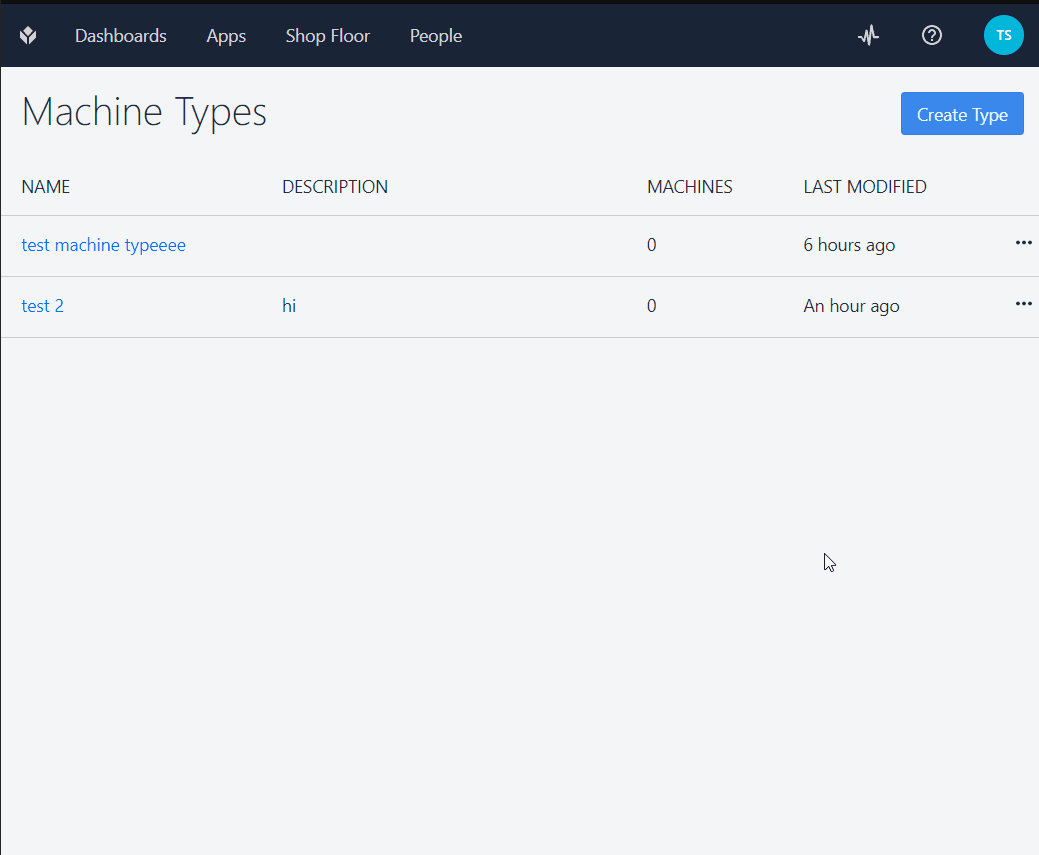 Dashboards Apps Shop Floor People TS
Machine Types
Create Type
NAME DESCRIPTION MACHINES LAST MODIFIED
test machine typeeee 0 6 hours ago
test 2 hi 0 An hour ago